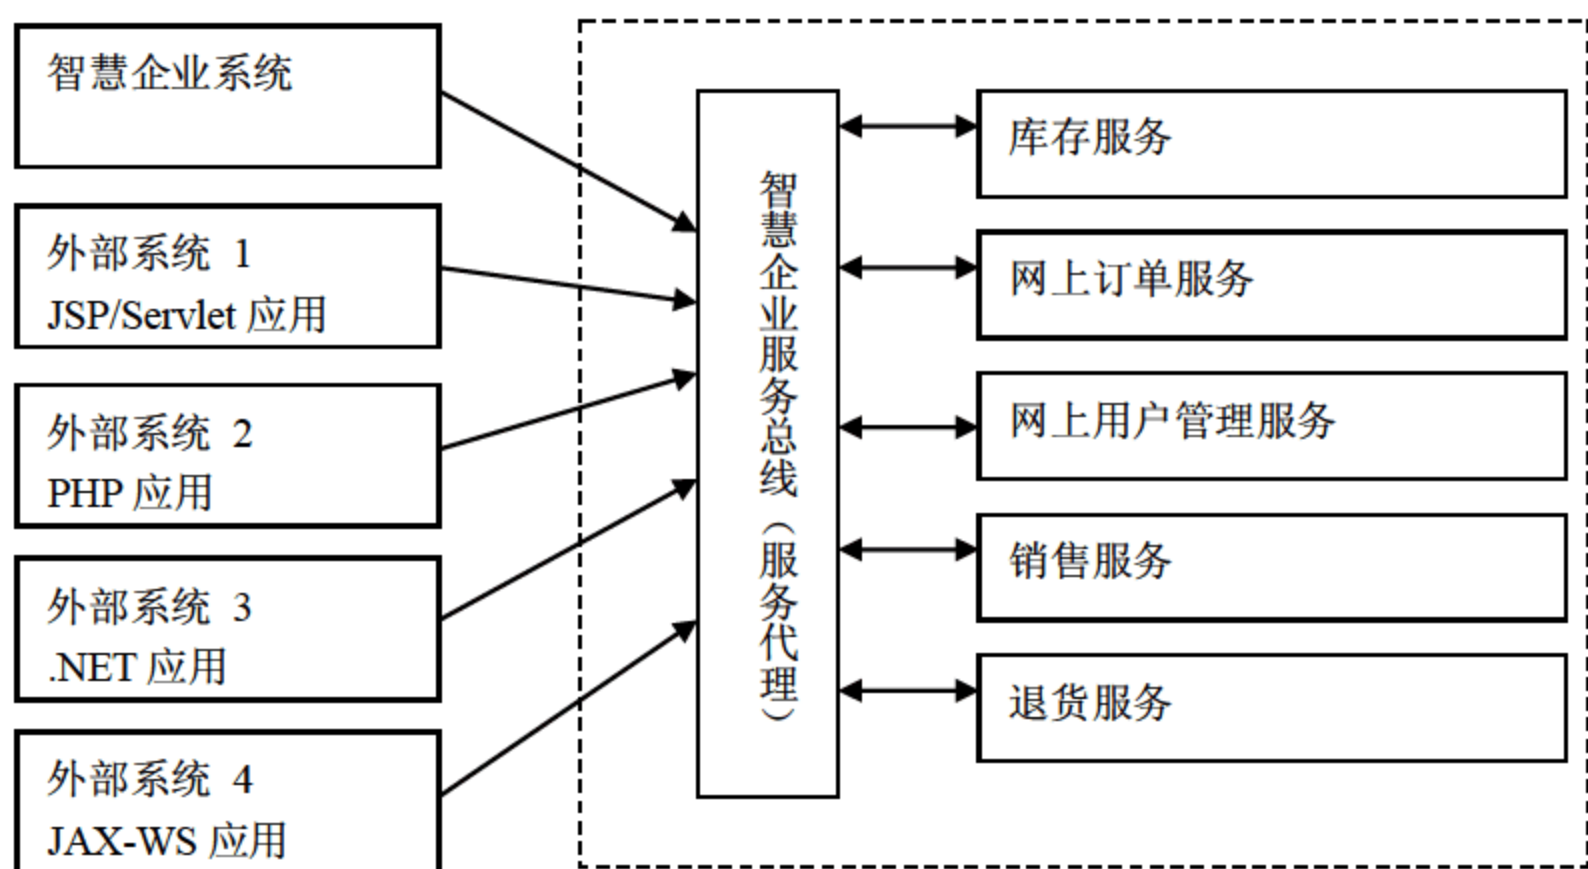 智慧企业系统
外部系统 1
JSP/Servlet 应用
外部系统 2
PHP 应用
外部系统 3
.NET 应用
外部系统 4
JAX-WS 应用
智慧企业服务总线（服务代理）
库存服务
网上订单服务
网上用户管理服务
销售服务
退货服务